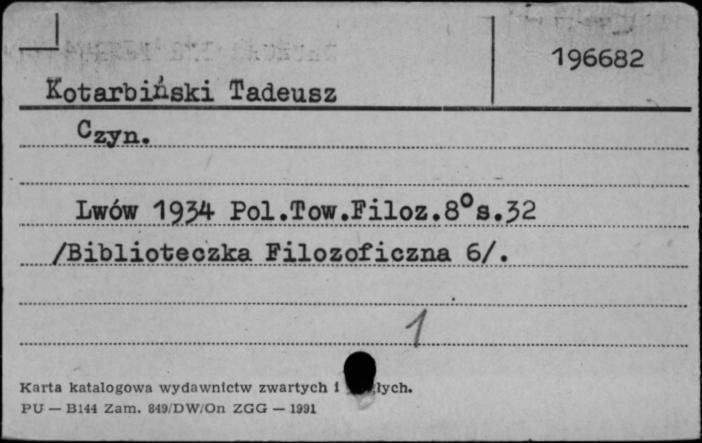 196682
Kotarbiński Tadeusz
Czyn.
Lwów 1934 Pol.Tow.Filoz.8° s.32
/Biblioteczka Filozoficzna 6/.
1
Karta katalogowa wydawnictw zwartych i
PU — B144 Zam. 849/DW/On ZGG — 1991